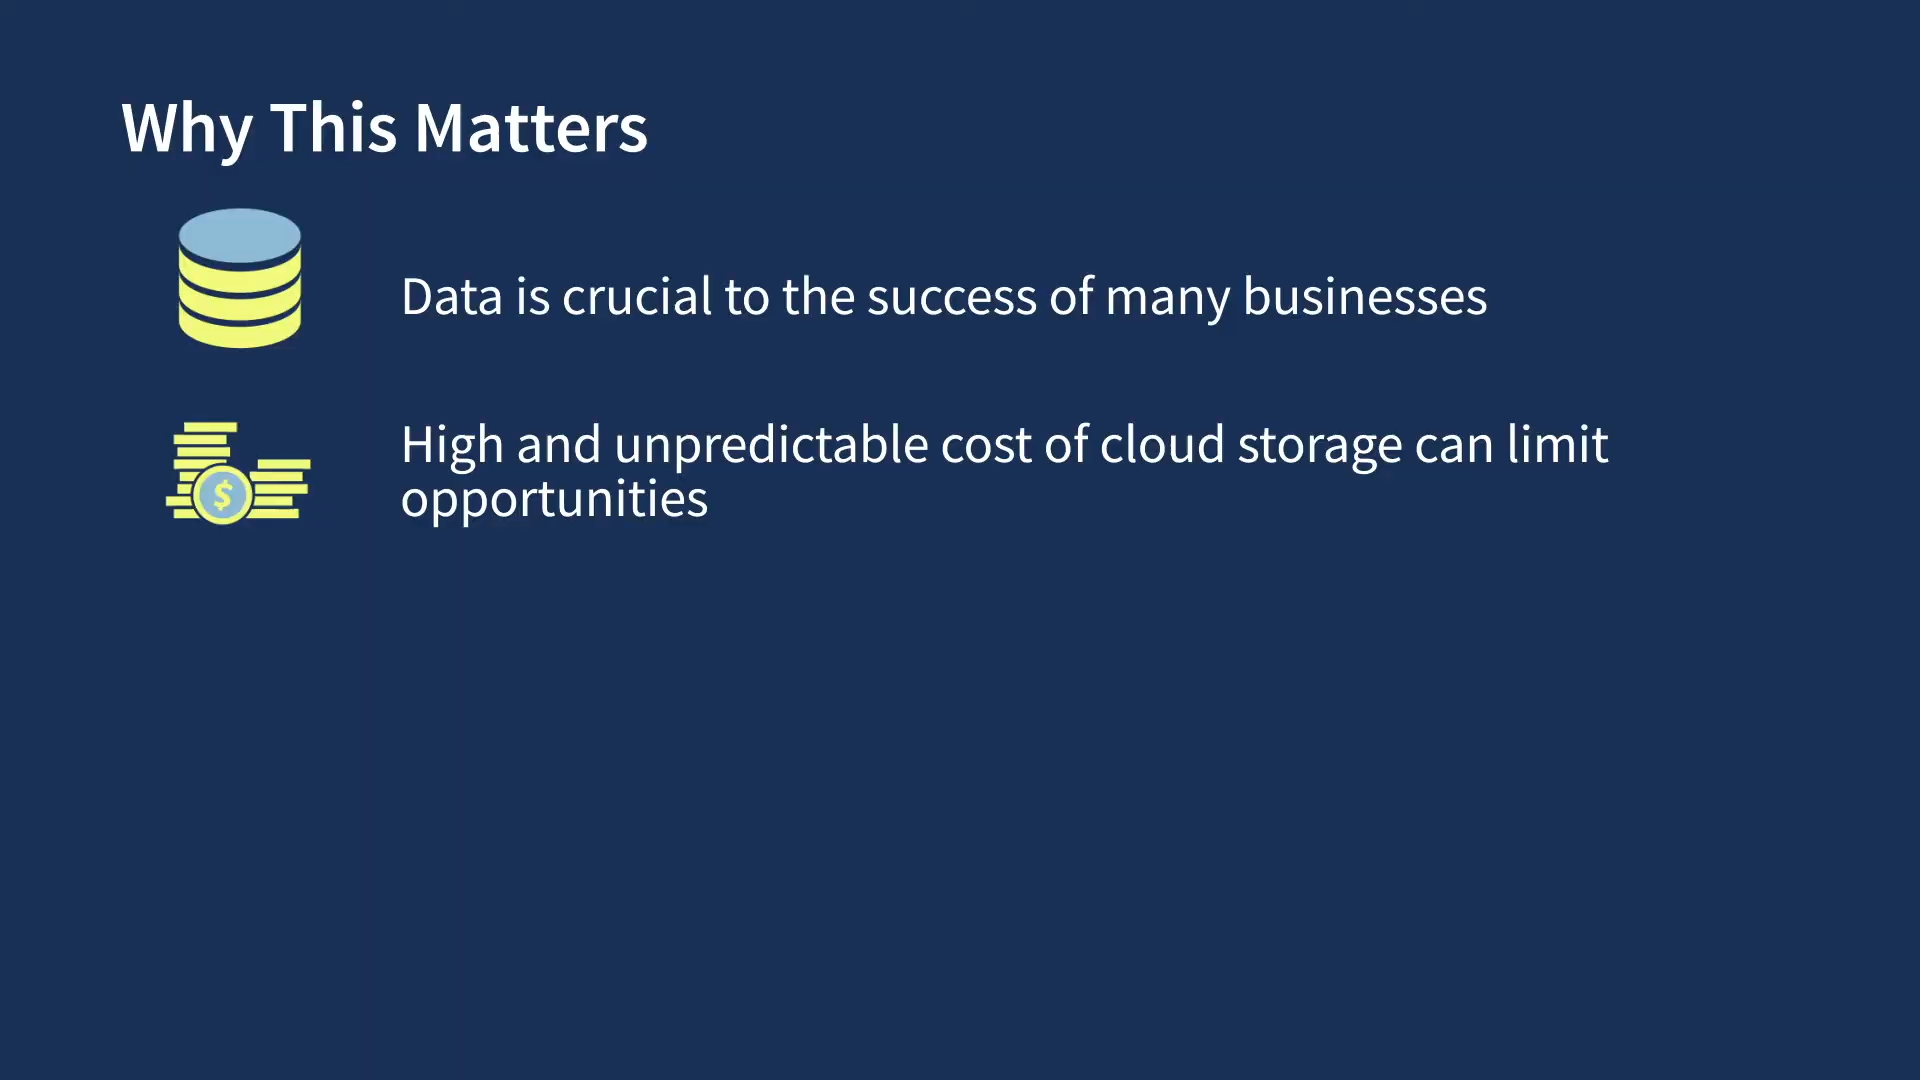 Why This Matters
Data is crucial to the success of many businesses
High and unpredictable cost of cloud storage can limit
opportunities
$